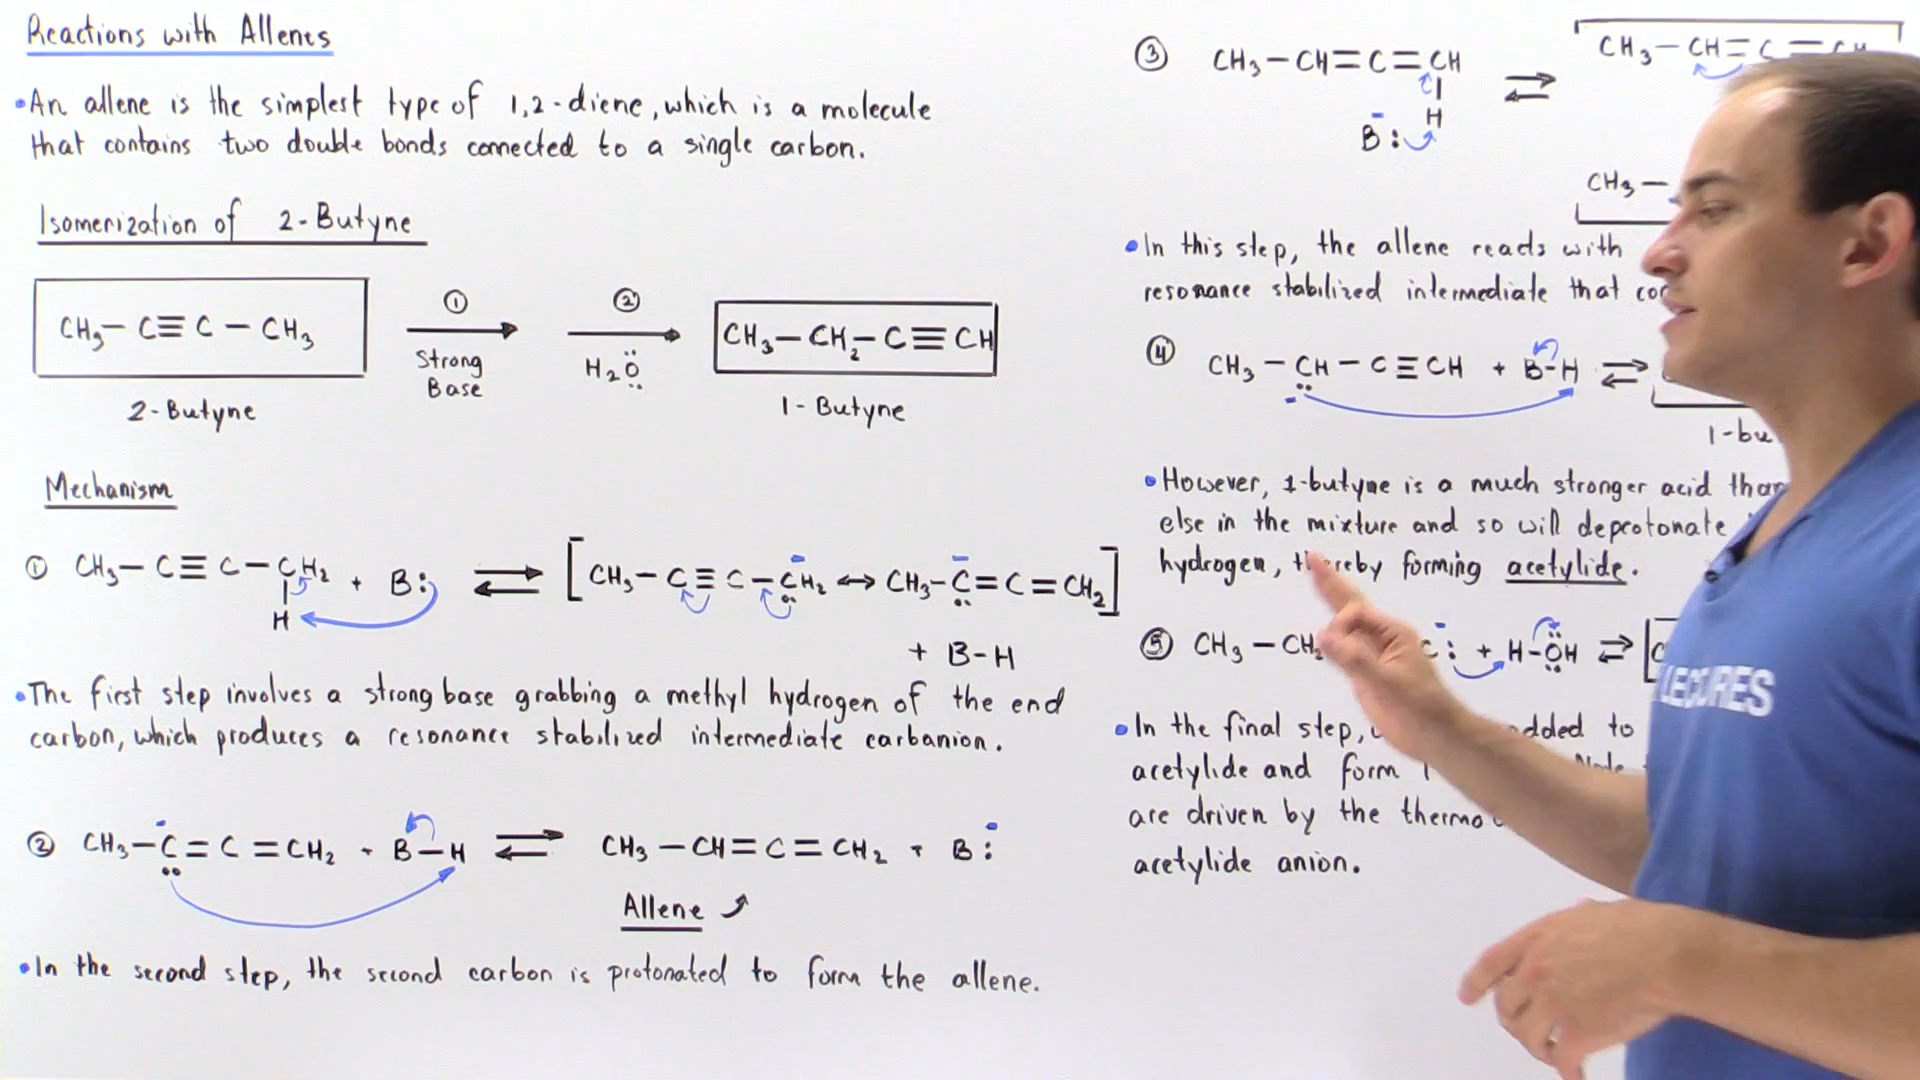 Reactions with Allenes
•An allene is the simplest type of 1,2-diene, which is a molecule
that contains two double bonds connected to a single carbon.
Isomerization of 2-Butyne
CH₃— C≡C — CH₃
①
Strong
Base
②
H₂Ö:
CH₃—CH₂—C≡CH
2-Butyne
1-Butyne
Mechanism
① CH₃—C≡C—CH₂ + B: ⇌ [CH₃—C≡C—CH₂ ↔ CH₃—C=C=CH₂]
H
+ B-H
•The first step involves a strong base grabbing a methyl hydrogen of the end
carbon, which produces a resonance stabilized intermediate carbanion.
② CH₃—C=C=CH₂ + B—H ⇌ CH₃—CH=C=CH₂ + B:
Allene
•In the second step, the second carbon is protonated to form the allene.
③ CH₃—CH=C=CH ⇌ CH₃—CH=C=CH
H
B:
CH₃—
•In this step, the allene reads with
resonance stabilized intermediate that
④ CH₃—CH—C≡CH + B-H ⇌
1-bu
•However, 1-butyne is a much stronger acid than
else in the mixture and so will deprotonate
hydrogen, thereby forming acetylide.
⑤ CH₃—CH₂ C: + H-ÖH ⇌
LECTURES
•In the final step, added to
acetylide and form
are driven by the thermo
acetylide anion.